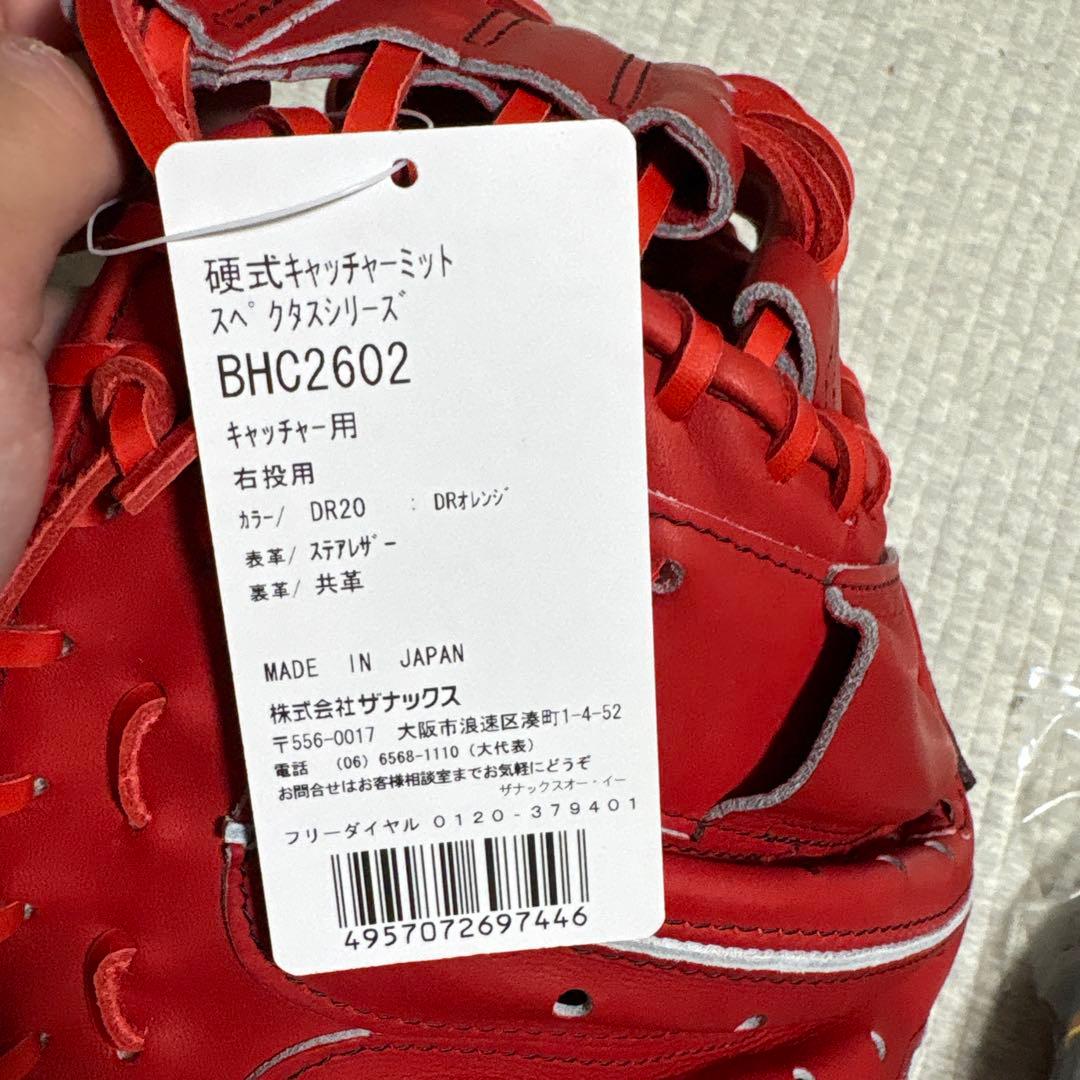 硬式ｷｬｯﾁｬｰﾐｯﾄ
ｽﾍﾟｸﾀｽｼﾘｰｽﾞ
BHC2602
ｷｬｯﾁｬｰ用
右投用
ｶﾗｰ/ DR20 : DRｵﾚﾝｼﾞ
表革/ ｽﾃｱﾚｻﾞｰ
裏革/ 共革
MADE IN JAPAN
株式会社ザナックス
〒556-0017 大阪市浪速区湊町1-4-52
電話 (06) 6568-1110 (大代表)
お問合せはお客様相談室までお気軽にどうぞ
ザナックスオー・イー
フリーダイヤル 0120-379401
4957072697446